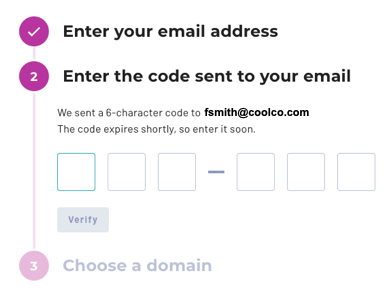 Enter your email address
2 Enter the code sent to your email
We sent a 6-character code to fsmith@coolco.com
The code expires shortly, so enter it soon.
Verify
3 Choose a domain